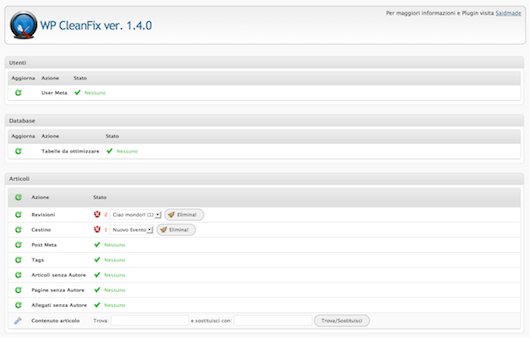 Per maggiori informazioni e Plugin visita Saidmade
WP CleanFix ver. 1.4.0
Utenti
Aggiorna Azione Stato
User Meta Nessuno
Database
Aggiorna Azione Stato
Tabelle da ottimizzare Nessuno
Articoli
Azione Stato
Revisioni 2 Ciao mondo!! (1) Elimina!
Cestino 1 Nuovo Evento Elimina!
Post Meta Nessuno
Tags Nessuno
Articoli senza Autore Nessuno
Pagine senza Autore Nessuno
Allegati senza Autore Nessuno
Contenuto articolo Trova: e sostituisci con: Trova/Sostituisci